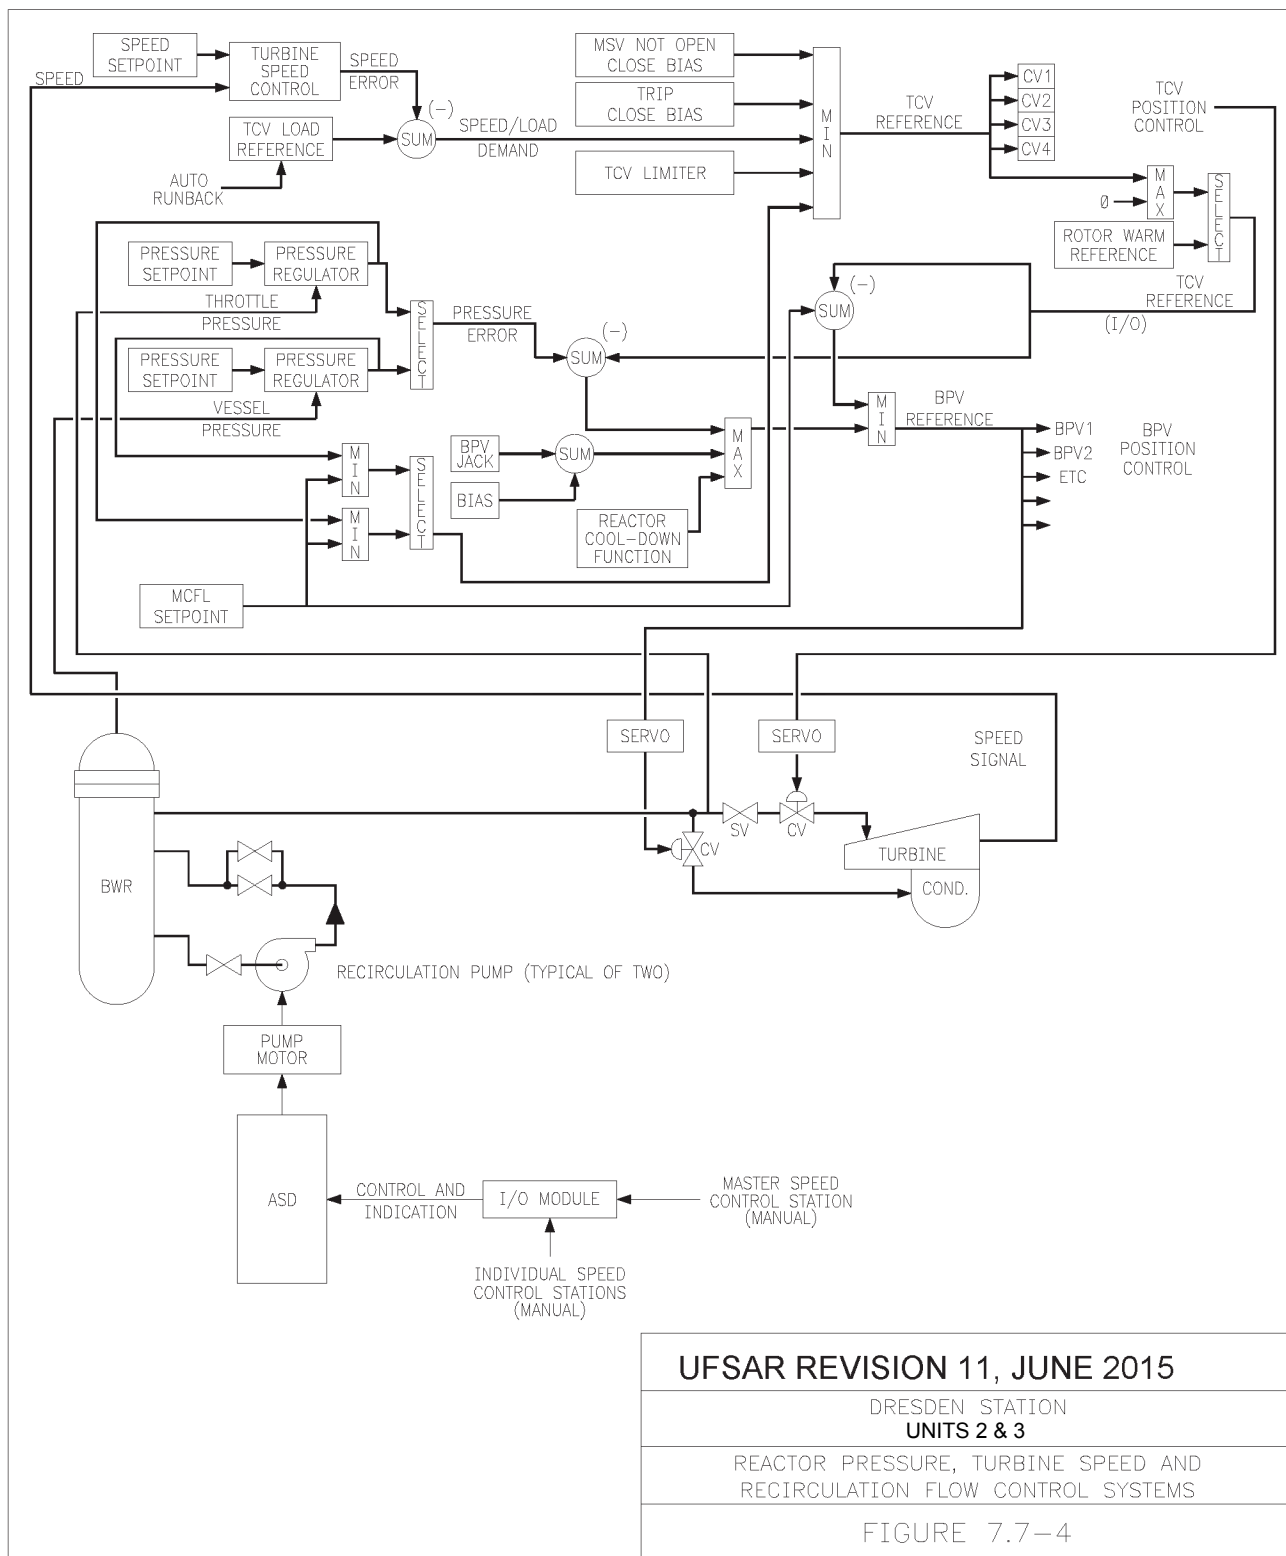 SPEED
SETPOINT
SPEED
TURBINE
SPEED
CONTROL
SPEED
ERROR
(-)
SUM
TCV LOAD
REFERENCE
SPEED/LOAD
DEMAND
AUTO
RUNBACK
MSV NOT OPEN
CLOSE BIAS
TRIP
CLOSE BIAS
TCV LIMITER
MIN
TCV
REFERENCE
CV1
CV2
CV3
CV4
TCV
POSITION
CONTROL
Ø
MAX
SELECT
ROTOR WARM
REFERENCE
TCV
REFERENCE
(I/O)
PRESSURE
SETPOINT
PRESSURE
REGULATOR
THROTTLE
PRESSURE
SELECT
PRESSURE
ERROR
(-)
SUM
(-)
SUM
PRESSURE
SETPOINT
PRESSURE
REGULATOR
VESSEL
PRESSURE
MIN
MIN
SELECT
BPV
JACK
SUM
BIAS
REACTOR
COOL-DOWN
FUNCTION
MAX
MIN
BPV
REFERENCE
BPV1
BPV2
ETC
BPV
POSITION
CONTROL
MCFL
SETPOINT
SERVO
SERVO
SPEED
SIGNAL
SV
CV
CV
TURBINE
COND.
BWR
RECIRCULATION PUMP (TYPICAL OF TWO)
PUMP
MOTOR
ASD
CONTROL AND
INDICATION
I/O MODULE
MASTER SPEED
CONTROL STATION
(MANUAL)
INDIVIDUAL SPEED
CONTROL STATIONS
(MANUAL)
UFSAR REVISION 11, JUNE 2015
DRESDEN STATION
UNITS 2 & 3
REACTOR PRESSURE, TURBINE SPEED AND
RECIRCULATION FLOW CONTROL SYSTEMS
FIGURE 7.7-4